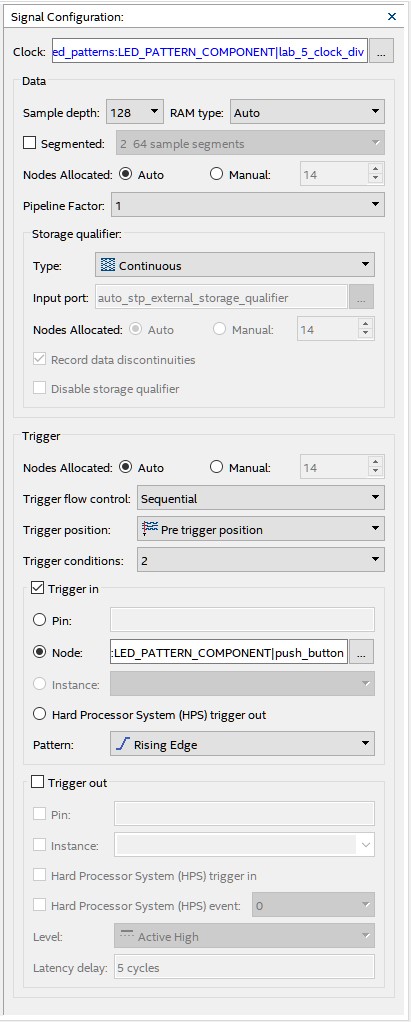 Signal Configuration:
Clock: ed_patterns:LED_PATTERN_COMPONENT|lab_5_clock_div ...
Data
Sample depth: 128 RAM type: Auto
Segmented: 2 64 sample segments
Nodes Allocated: Auto Manual: 14
Pipeline Factor: 1
Storage qualifier:
Type: Continuous
Input port: auto_stp_external_storage_qualifier ...
Nodes Allocated: Auto Manual: 14
Record data discontinuities
Disable storage qualifier
Trigger
Nodes Allocated: Auto Manual: 14
Trigger flow control: Sequential
Trigger position: Pre trigger position
Trigger conditions: 2
Trigger in
Pin:
Node: :LED_PATTERN_COMPONENT|push_button ...
Instance:
Hard Processor System (HPS) trigger out
Pattern: Rising Edge
Trigger out
Pin:
Instance:
Hard Processor System (HPS) trigger in
Hard Processor System (HPS) event: 0
Level: Active High
Latency delay: 5 cycles